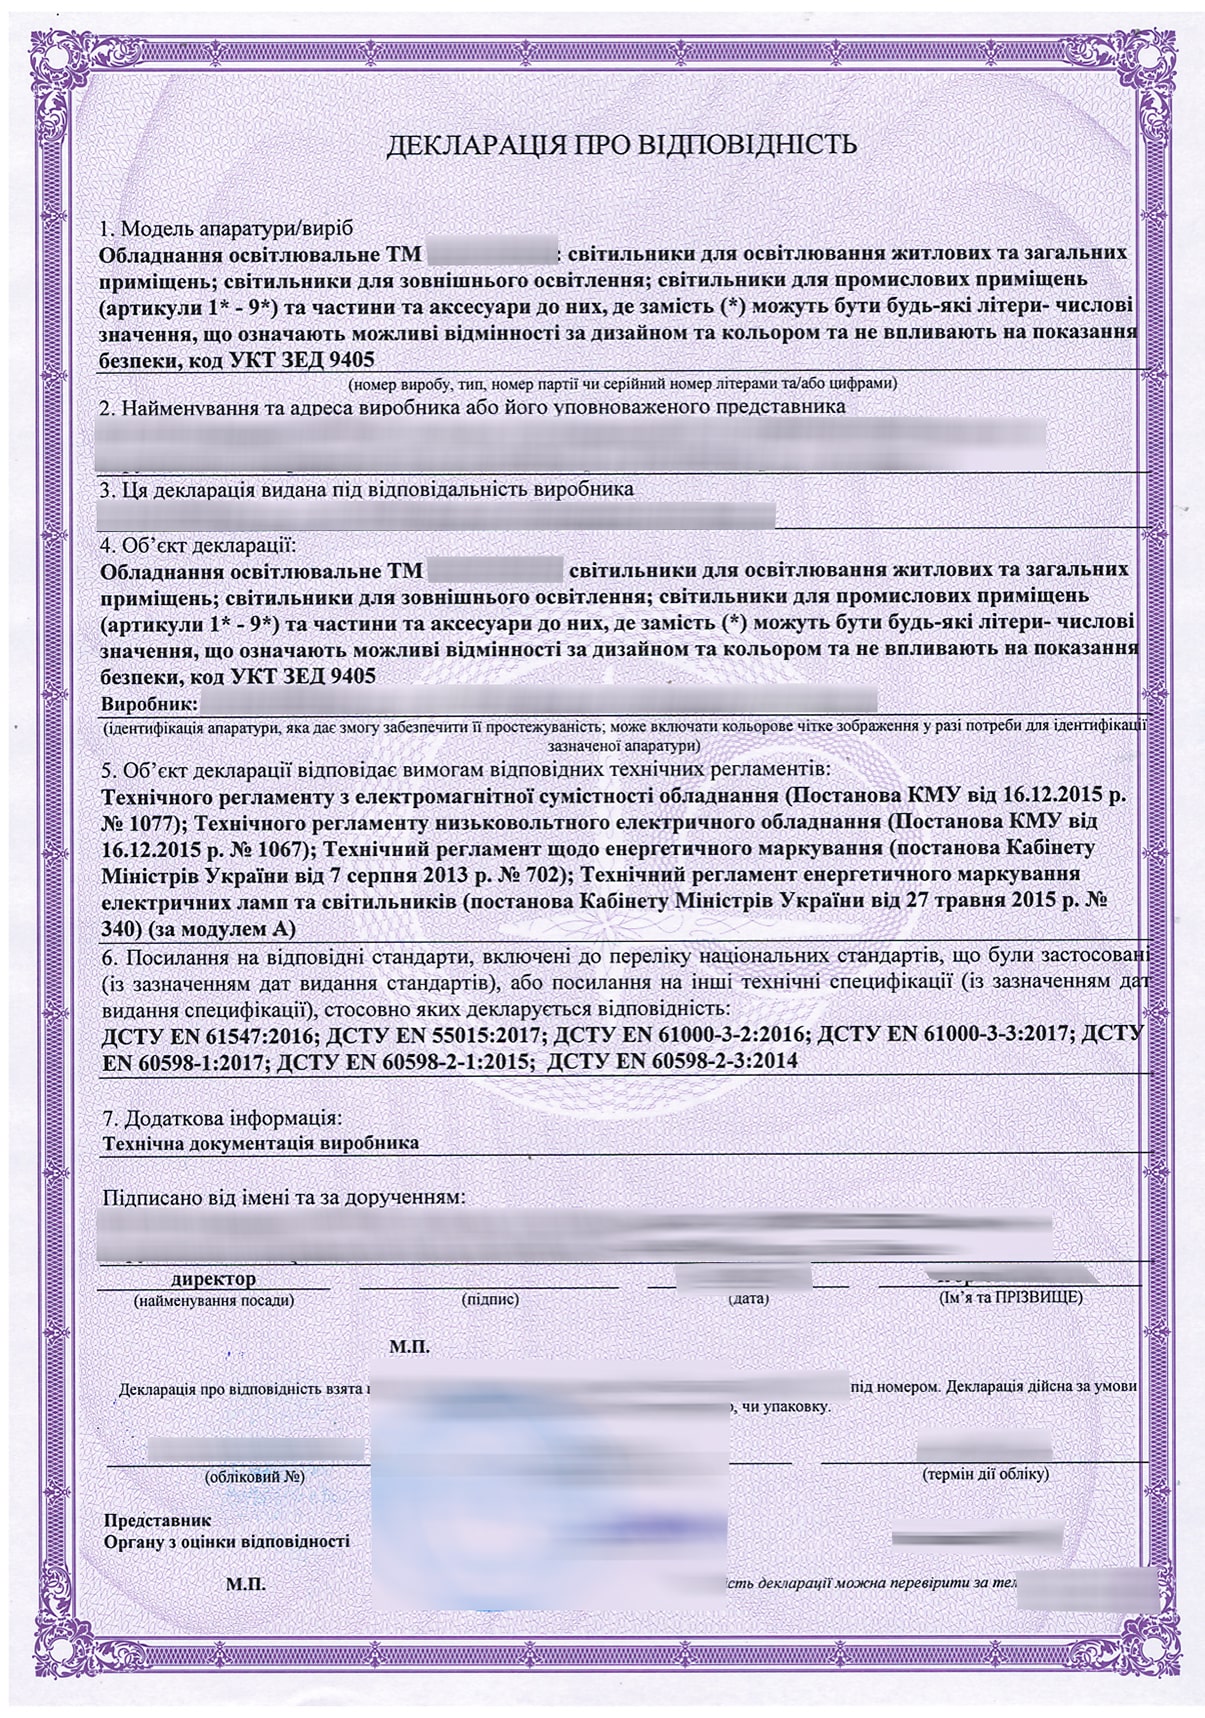 ДЕКЛАРАЦІЯ ПРО ВІДПОВІДНІСТЬ
1. Модель апаратури/виріб
Обладнання освітлювальне ТМ : світильники для освітлювання житлових та загальних
приміщень; світильники для зовнішнього освітлення; світильники для промислових приміщень
(артикули 1* - 9*) та частини та аксесуари до них, де замість (*) можуть бути будь-які літери- числові
значення, що означають можливі відмінності за дизайном та кольором та не впливають на показання
безпеки, код УКТ ЗЕД 9405
(номер виробу, тип, номер партії чи серійний номер літерами та/або цифрами)
2. Найменування та адреса виробника або його уповноваженого представника
3. Ця декларація видана під відповідальність виробника
4. Об’єкт декларації:
Обладнання освітлювальне ТМ світильники для освітлювання житлових та загальних
приміщень; світильники для зовнішнього освітлення; світильники для промислових приміщень
(артикули 1* - 9*) та частини та аксесуари до них, де замість (*) можуть бути будь-які літери- числові
значення, що означають можливі відмінності за дизайном та кольором та не впливають на показання
безпеки, код УКТ ЗЕД 9405
Виробник:
(ідентифікація апаратури, яка дає змогу забезпечити її простежуваність; може включати кольорове чітке зображення у разі потреби для ідентифікації
зазначеної апаратури)
5. Об’єкт декларації відповідає вимогам відповідних технічних регламентів:
Технічного регламенту з електромагнітної сумістності обладнання (Постанова КМУ від 16.12.2015 р.
№ 1077); Технічного регламенту низьковольтного електричного обладнання (Постанова КМУ від
16.12.2015 р. № 1067); Технічний регламент щодо енергетичного маркування (постанова Кабінету
Міністрів України від 7 серпня 2013 р. № 702); Технічний регламент енергетичного маркування
електричних ламп та світильників (постанова Кабінету Міністрів України від 27 травня 2015 р. №
340) (за модулем А)
6. Посилання на відповідні стандарти, включені до переліку національних стандартів, що були застосовані
(із зазначенням дат видання стандартів), або посилання на інші технічні специфікації (із зазначенням дат
видання специфікації), стосовно яких декларується відповідність:
ДСТУ EN 61547:2016; ДСТУ EN 55015:2017; ДСТУ EN 61000-3-2:2016; ДСТУ EN 61000-3-3:2017; ДСТУ
EN 60598-1:2017; ДСТУ EN 60598-2-1:2015; ДСТУ EN 60598-2-3:2014
7. Додаткова інформація:
Технічна документація виробника
Підписано від імені та за дорученням:
директор
(найменування посади) (підпис) (дата) (Ім’я та ПРІЗВИЩЕ)
М.П.
Декларація про відповідність взята під номером. Декларація дійсна за умови
чи упаковку.
(обліковий №) (термін дії обліку)
Представник
Органу з оцінки відповідності
М.П. декларації можна перевірити за тел